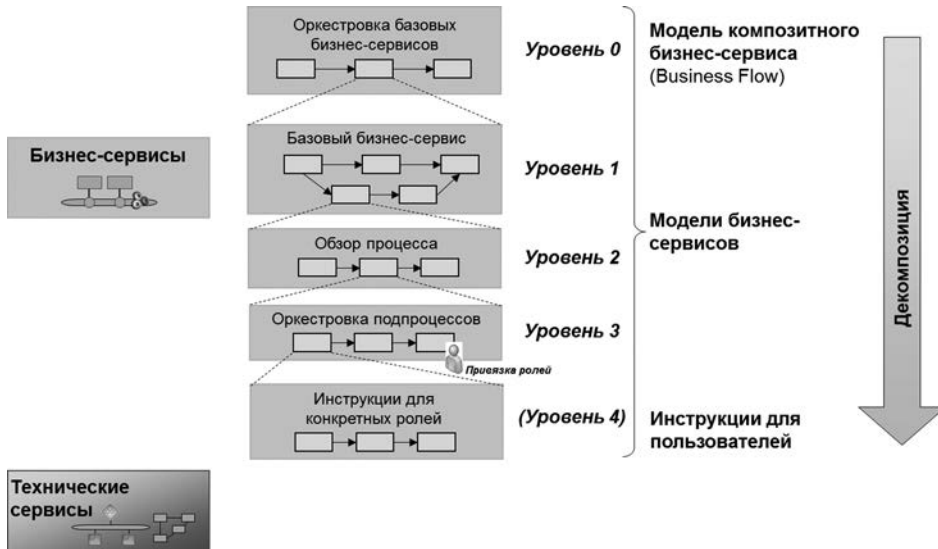 Оркестровка базовых
бизнес-сервисов
Уровень 0
Модель композитного
бизнес-сервиса
(Business Flow)
Бизнес-сервисы
Базовый бизнес-сервис
Уровень 1
Модели бизнес-
сервисов
Обзор процесса
Уровень 2
Оркестровка подпроцессов
Уровень 3
Привязка ролей
Инструкции для
конкретных ролей
(Уровень 4)
Инструкции для
пользователей
Декомпозиция
Технические
сервисы